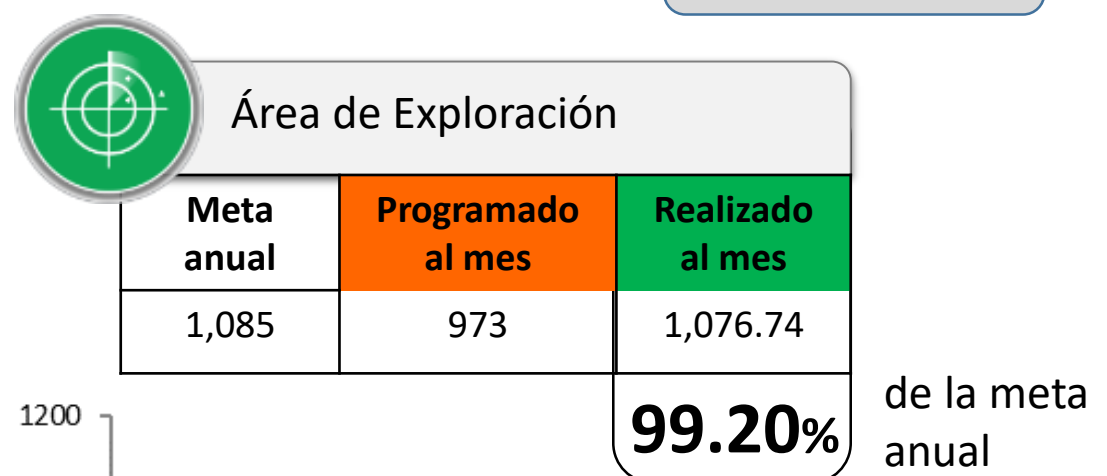 Área de Exploración
Meta anual
Programado al mes
Realizado al mes
1,085 973 1,076.74
99.20% de la meta anual
1200